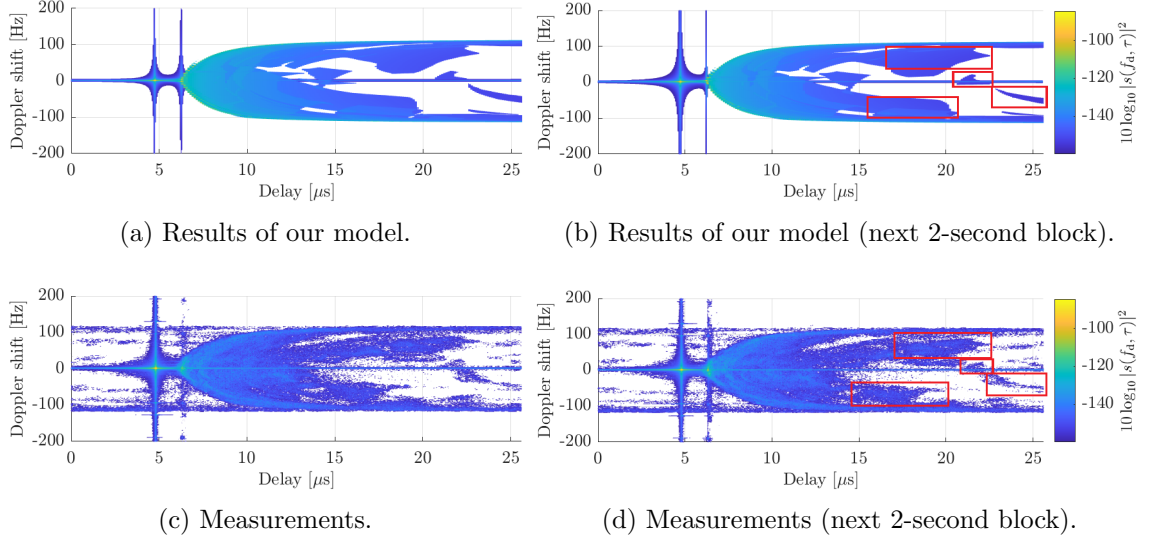 200
100
0
-100
-200
Doppler shift [Hz]
0 5 10 15 20 25
Delay [μs]
(a) Results of our model.
200
100
0
-100
-200
Doppler shift [Hz]
0 5 10 15 20 25
Delay [μs]
-100
-120
-140
10 log₁₀ |s(f_d, τ)|²
(b) Results of our model (next 2-second block).
200
100
0
-100
-200
Doppler shift [Hz]
0 5 10 15 20 25
Delay [μs]
(c) Measurements.
200
100
0
-100
-200
Doppler shift [Hz]
0 5 10 15 20 25
Delay [μs]
-100
-120
-140
10 log₁₀ |s(f_d, τ)|²
(d) Measurements (next 2-second block).